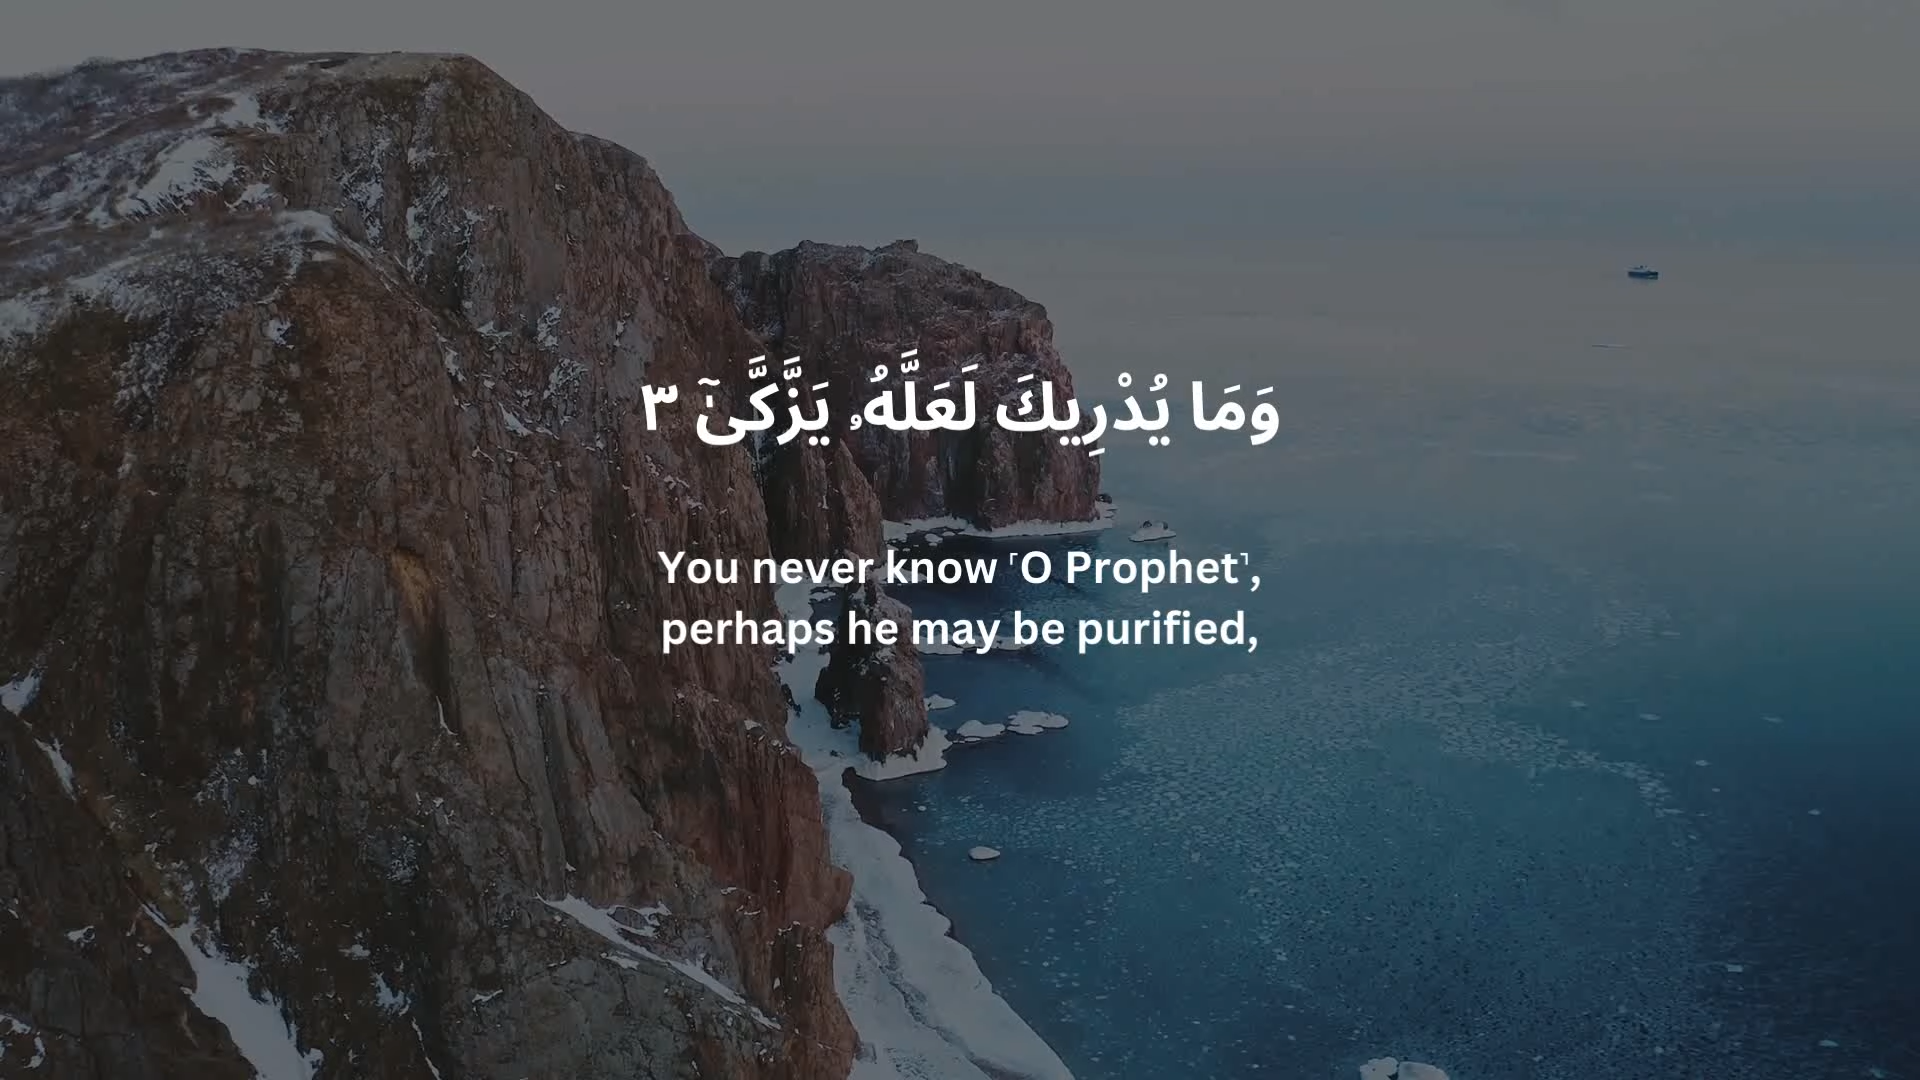 وَمَا يُدْرِيكَ لَعَلَّهُۥ يَزَّكَّىٰٓ ٣
You never know ˹O Prophet˺,
perhaps he may be purified,